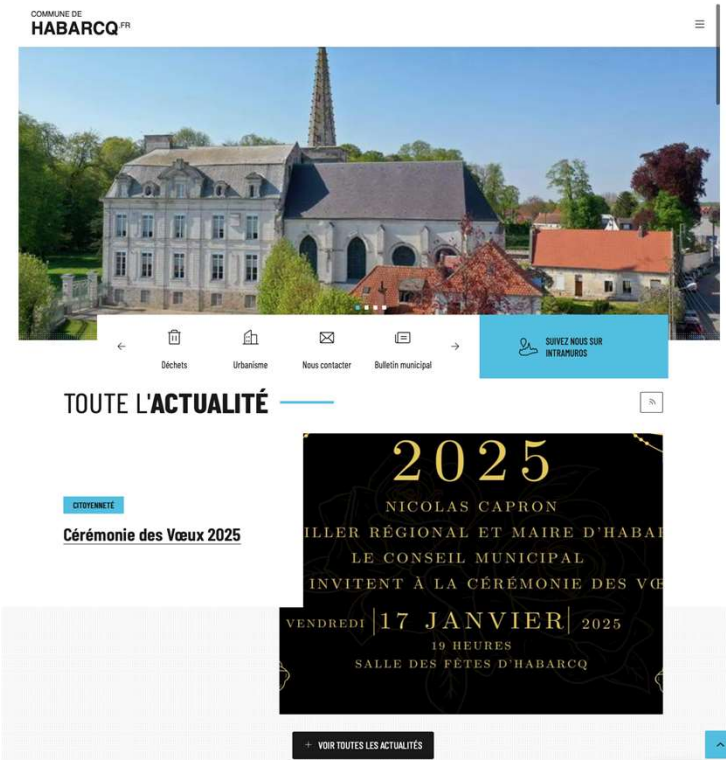 COMMUNE DE
HABARCQ.FR
Déchets
Urbanisme
Nous contacter
Bulletin municipal
SUIVEZ NOUS SUR
INTRAMUROS
TOUTE L'ACTUALITÉ
CITOYENNETÉ
Cérémonie des Vœux 2025
2025
NICOLAS CAPRON
ILLER RÉGIONAL ET MAIRE D'HABAR
LE CONSEIL MUNICIPAL
INVITENT À LA CÉRÉMONIE DES VŒ
VENDREDI 17 JANVIER 2025
19 HEURES
SALLE DES FÊTES D'HABARCQ
+ VOIR TOUTES LES ACTUALITÉS